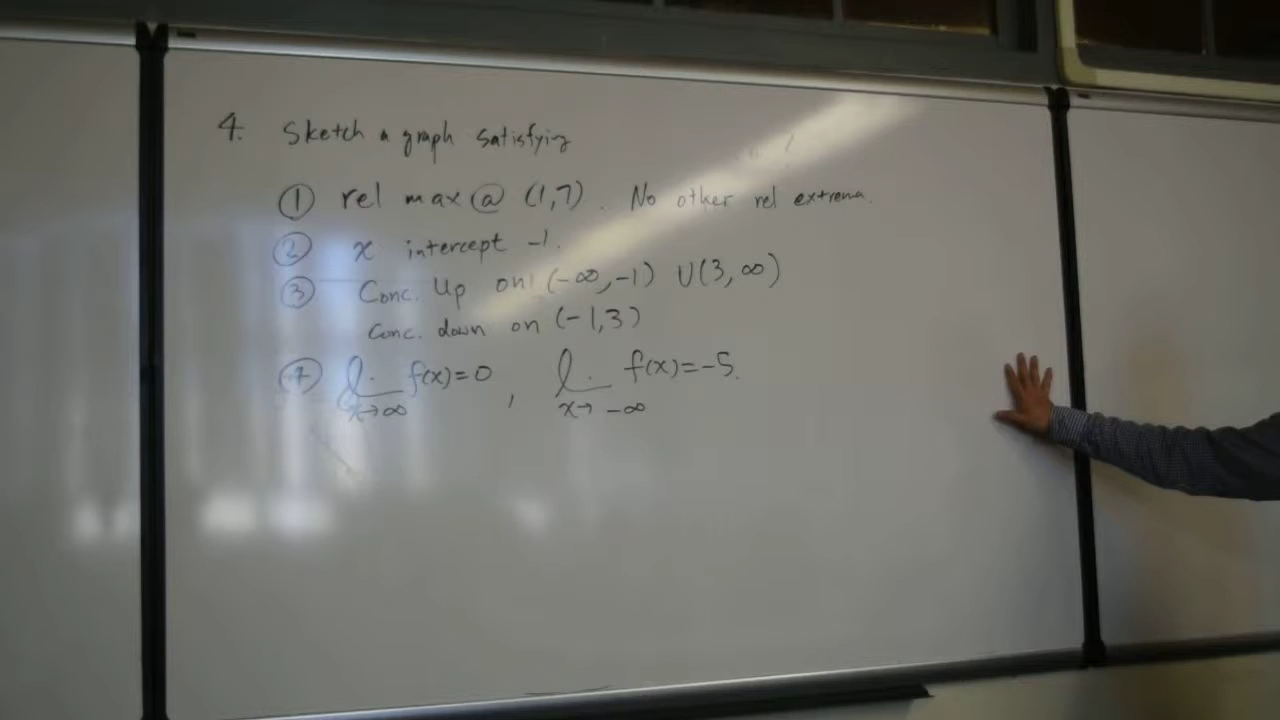 4. Sketch a graph satisfying
① rel max @ (1,7). No other rel extrema.
② x intercept -1.
③ Conc. Up on (-∞,-1) U(3,∞)
Conc. down on (-1,3)
④ lim x→∞ f(x)=0, lim x→ -∞ f(x)=-5.